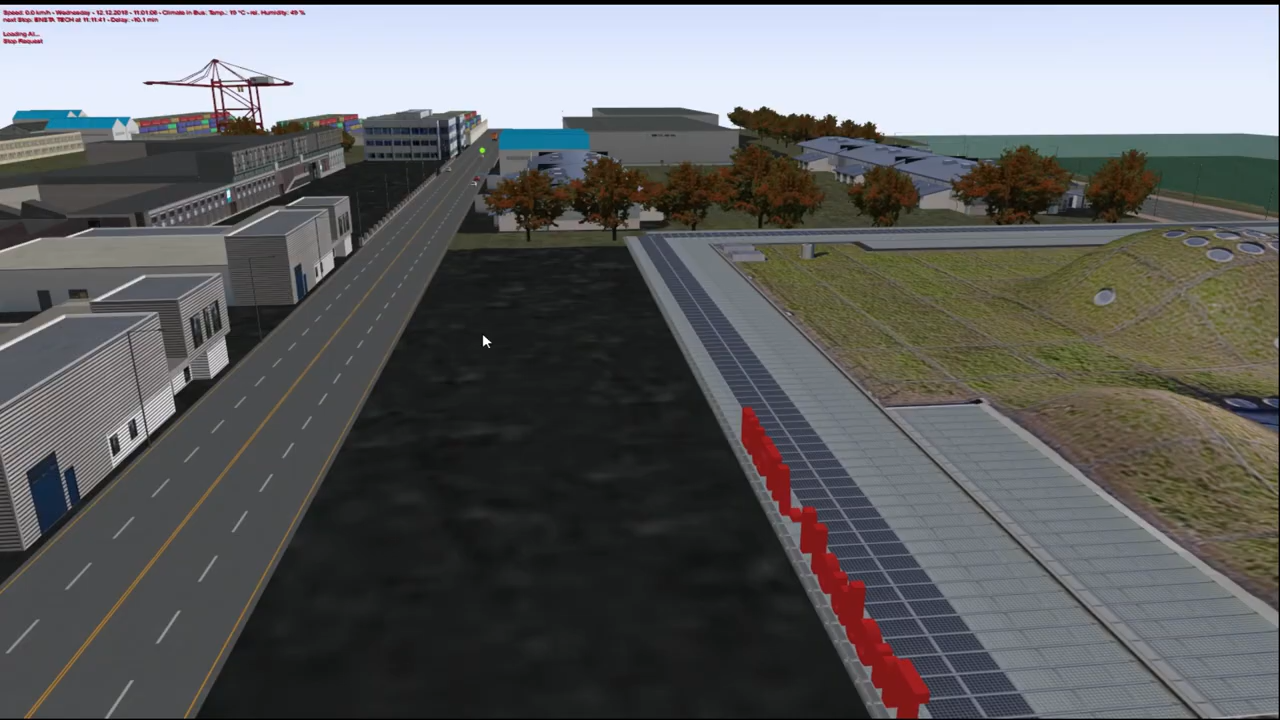 Speed: 0.0 km/h - Wednesday - 12.12.2018 - 11:01:08 - Climate in Bus: Temp.: 19 °C - rel. Humidity: 49 %
next Stop: ENSTA TECH at 11:11:41 - Delay: -10.1 min
Loading AI...
Stop Request